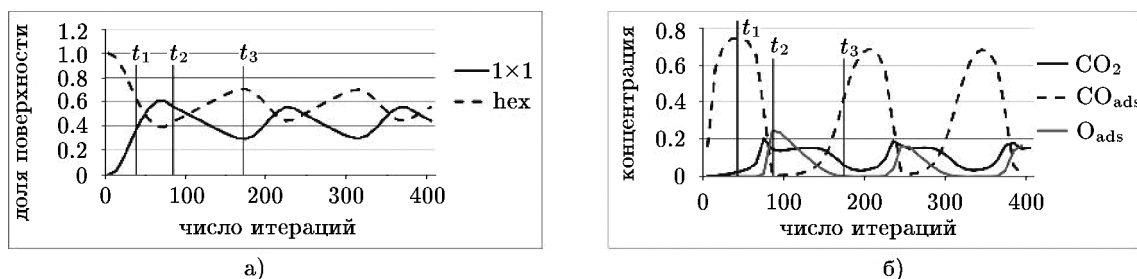 доля поверхности
1.2
1.0
0.8
0.6
0.4
0.2
0
t₁ t₂ t₃
0 100 200 300 400
число итераций
1×1
hex
а)
концентрация
0.8
0.6
0.4
0.2
0
t₁
t₂ t₃
0 100 200 300 400
число итераций
CO₂
COads
Oads
б)